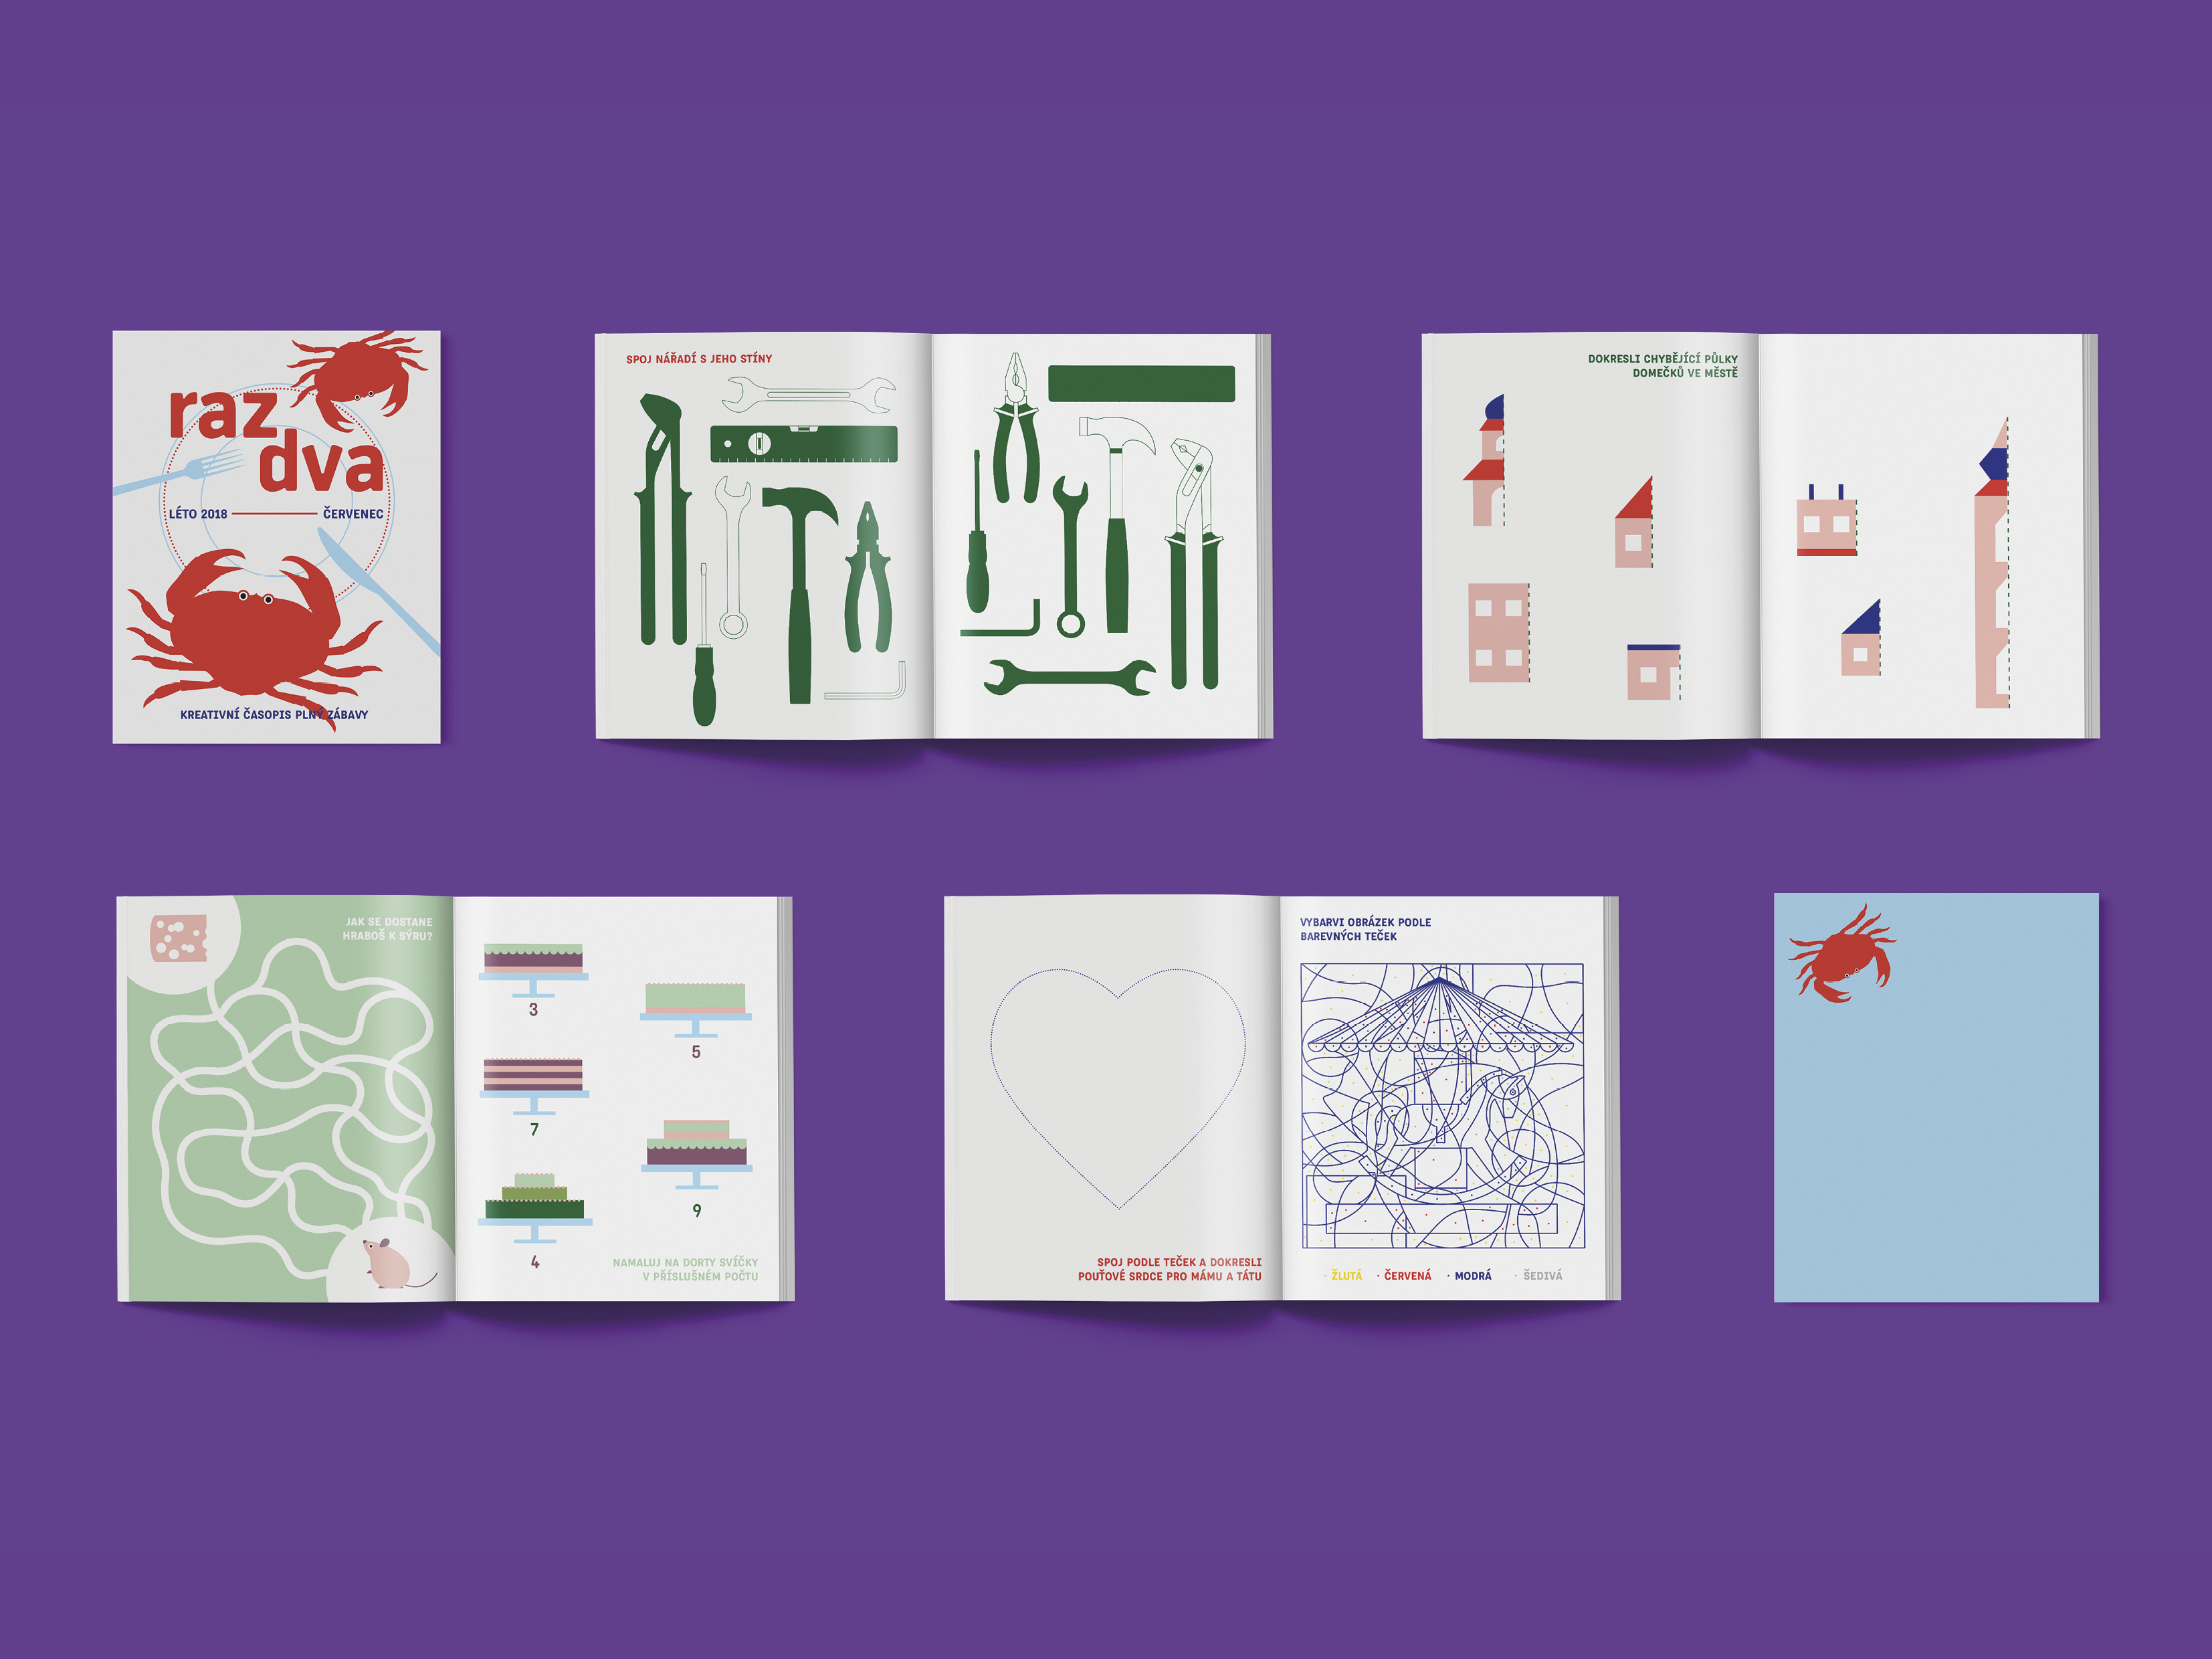 raz
dva
LÉTO 2018 ČERVENEC
KREATIVNÍ ČASOPIS PLNÝ ZÁBAVY
SPOJ NÁŘADÍ S JEHO STÍNY
DOKRESLI CHYBĚJÍCÍ PŮLKY
DOMEČKŮ VE MĚSTĚ
JAK SE DOSTANE
HRABOŠ K SÝRU?
3
5
7
9
4
NAMALUJ NA DORTY SVÍČKY
V PŘÍSLUŠNÉM POČTU
SPOJ PODLE TEČEK A DOKRESLI
POUŤOVÉ SRDCE PRO MÁMU A TÁTU
VYBARVI OBRÁZEK PODLE
BAREVNÝCH TEČEK
· ŽLUTÁ · ČERVENÁ · MODRÁ · ŠEDIVÁ